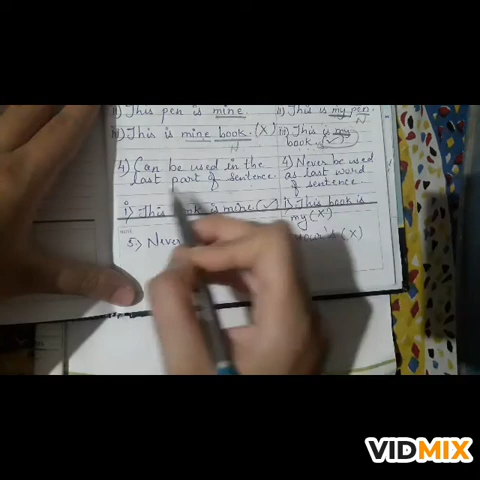 i) This pen is mine.
ii) This is mine book. (X)
4) Can be used in the
last part of sentence
i) This is mine (✓)
5) Never
ii) This is my pen.
N
iii) This is my
book. (✓)
4) Never be used
as last word
of sentence
i) This book is
my (X)
your's (X)
VIDMIX